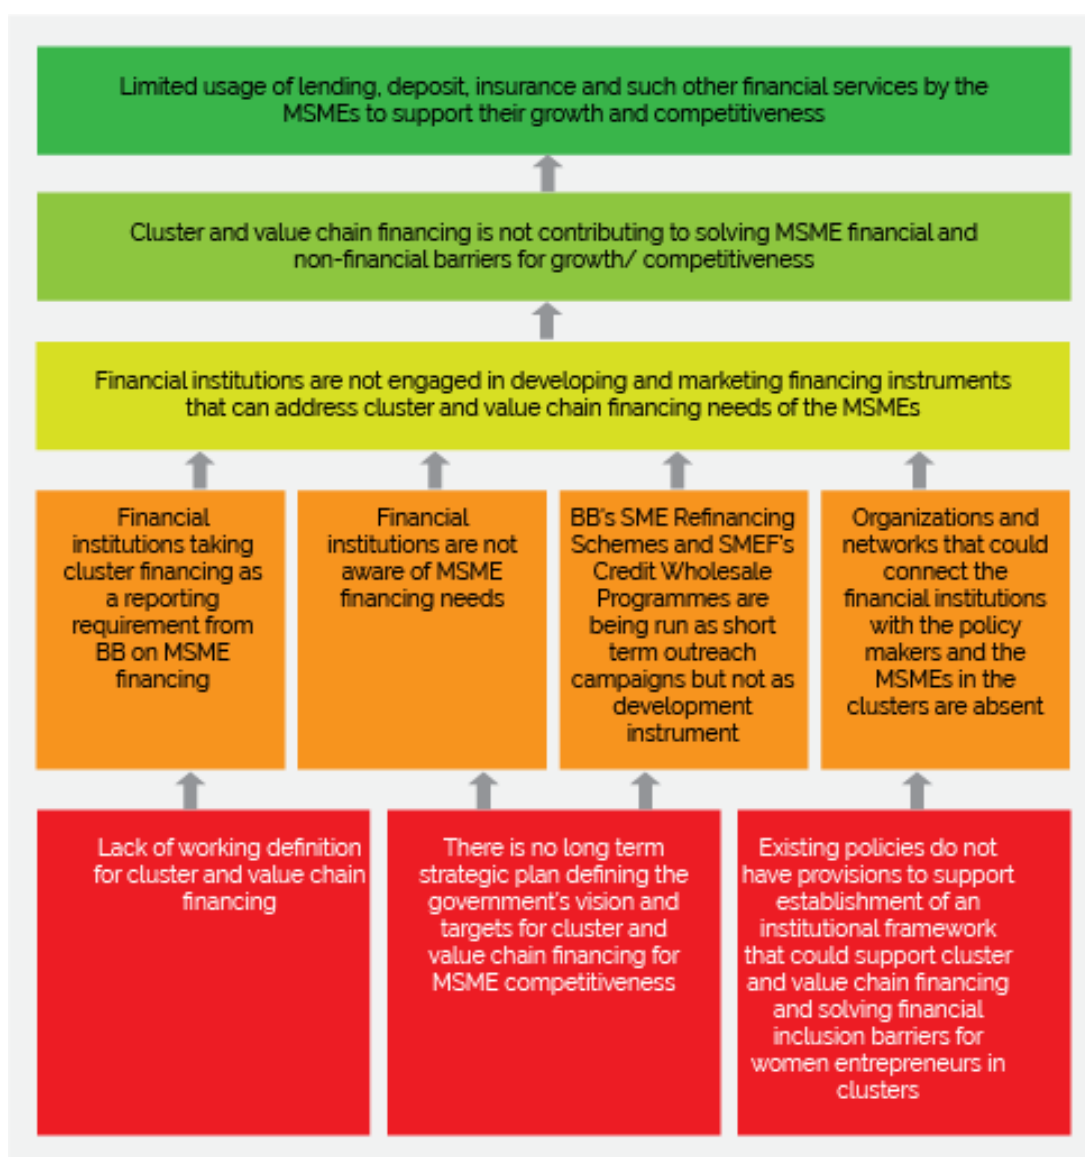 Limited usage of lending, deposit, insurance and such other financial services by the
MSMEs to support their growth and competitiveness
Cluster and value chain financing is not contributing to solving MSME financial and
non-financial barriers for growth/ competitiveness
Financial institutions are not engaged in developing and marketing financing instruments
that can address cluster and value chain financing needs of the MSMEs
Financial
institutions taking
cluster financing as
a reporting
requirement from
BB on MSME
financing
Financial
institutions are not
aware of MSME
financing needs
BB's SME Refinancing
Schemes and SMEF's
Credit Wholesale
Programmes are
being run as short
term outreach
campaigns but not as
development
instrument
Organizations and
networks that could
connect the
financial institutions
with the policy
makers and the
MSMEs in the
clusters are absent
Lack of working definition
for cluster and value chain
financing
There is no long term
strategic plan defining the
government's vision and
targets for cluster and
value chain financing for
MSME competitiveness
Existing policies do not
have provisions to support
establishment of an
institutional framework
that could support cluster
and value chain financing
and solving financial
inclusion barriers for
women entrepreneurs in
clusters